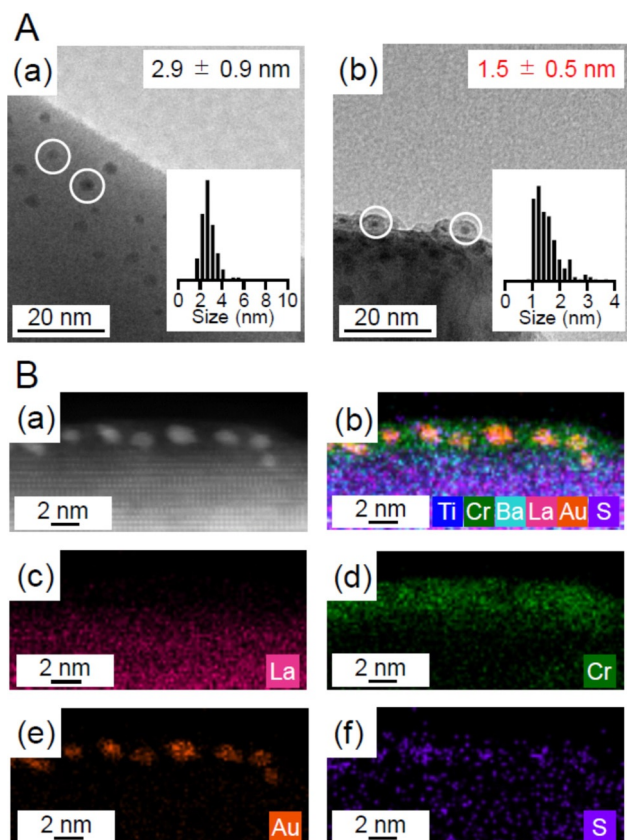 A
(a)
2.9 ± 0.9 nm
20 nm
0 2 4 6 8 10
Size (nm)
(b)
1.5 ± 0.5 nm
20 nm
0 1 2 3 4
Size (nm)
B
(a)
2 nm
(b)
2 nm
Ti Cr Ba La Au S
(c)
2 nm
La
(d)
2 nm
Cr
(e)
2 nm
Au
(f)
2 nm
S